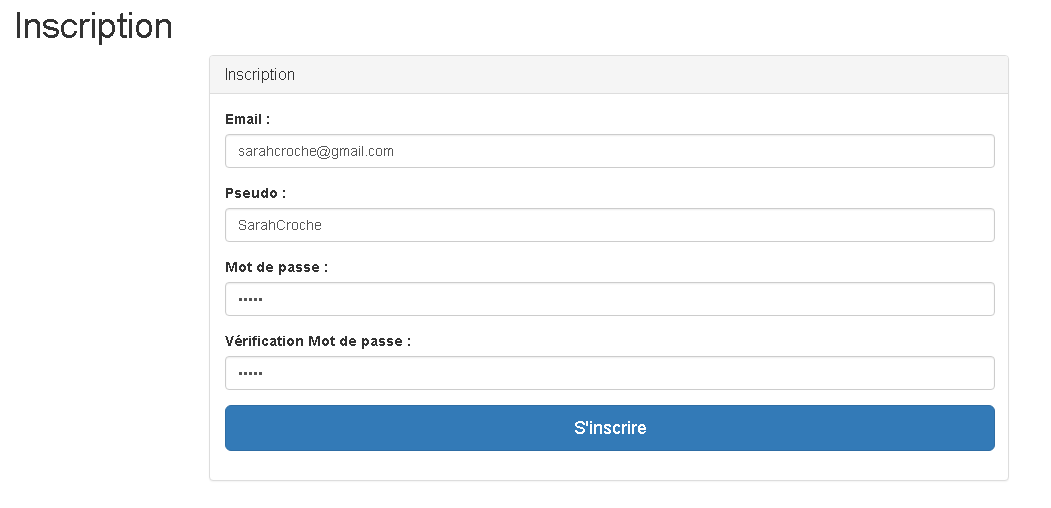 Inscription
Inscription
Email :
sarahcroche@gmail.com
Pseudo :
SarahCroche
Mot de passe :
•••••
Vérification Mot de passe :
•••••
S'inscrire